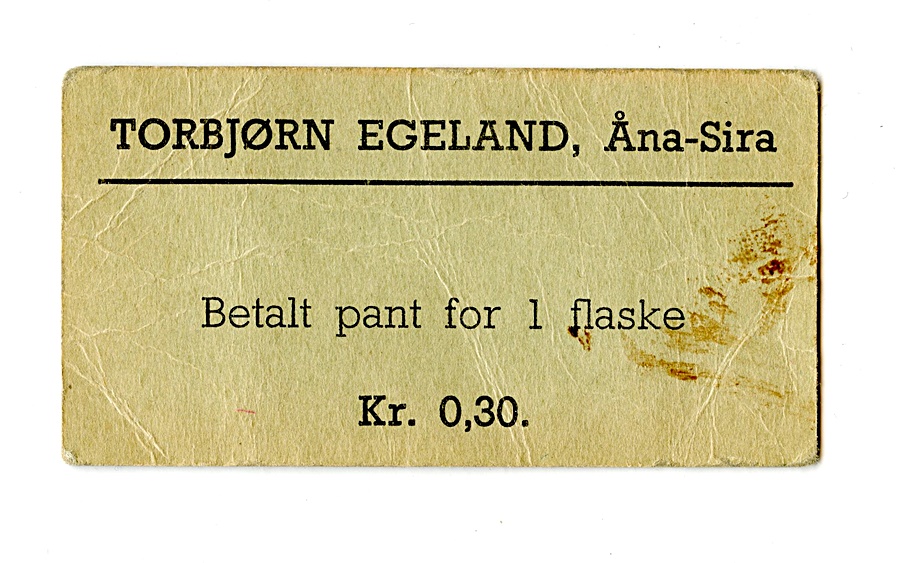 TORBJØRN EGELAND, Åna-Sira
Betalt pant for 1 flaske
Kr. 0,30.